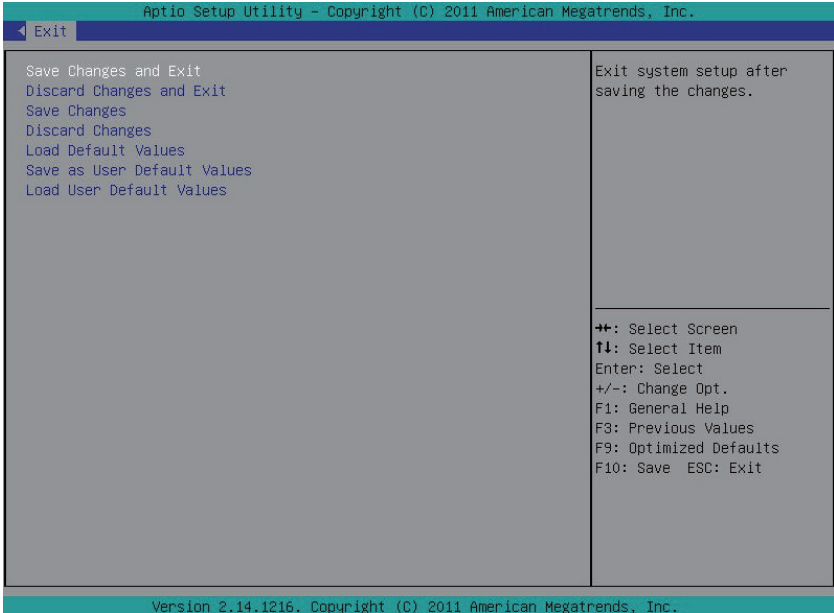 Aptio Setup Utility – Copyright (C) 2011 American Megatrends, Inc.
Exit
Save Changes and Exit
Discard Changes and Exit
Save Changes
Discard Changes
Load Default Values
Save as User Default Values
Load User Default Values
Exit system setup after
saving the changes.
→←: Select Screen
↑↓: Select Item
Enter: Select
+/-: Change Opt.
F1: General Help
F3: Previous Values
F9: Optimized Defaults
F10: Save  ESC: Exit
Version 2.14.1216. Copyright (C) 2011 American Megatrends, Inc.